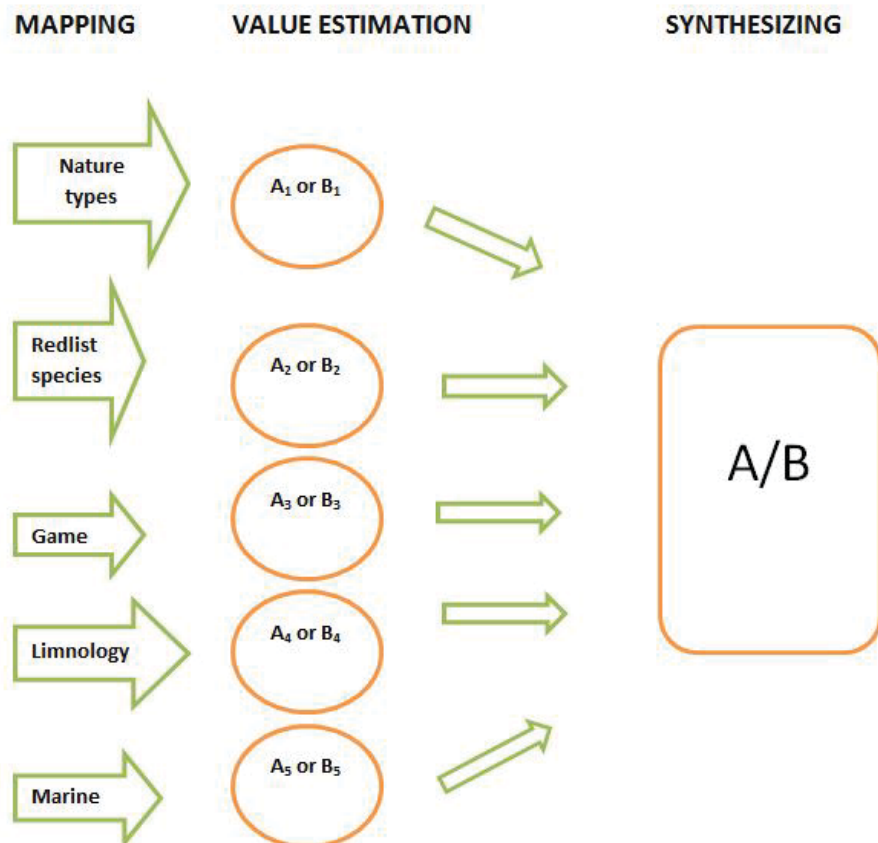 MAPPING VALUE ESTIMATION SYNTHESIZING
Nature
types
A₁ or B₁
Redlist
species
A₂ or B₂
A/B
Game
A₃ or B₃
Limnology
A₄ or B₄
Marine
A₅ or B₅